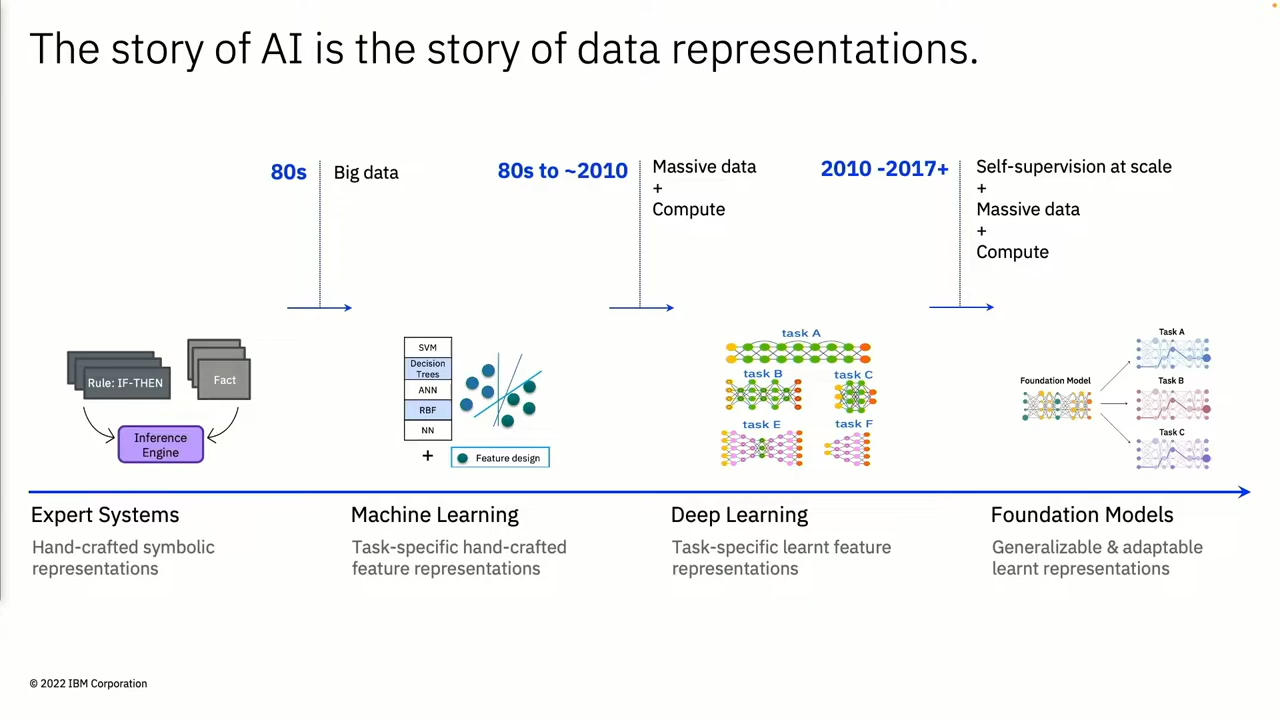 The story of AI is the story of data representations.
80s
Big data
80s to ~2010
Massive data
+
Compute
2010 -2017+
Self-supervision at scale
+
Massive data
+
Compute
Rule: IF-THEN
Fact
Inference
Engine
SVM
Decision
Trees
ANN
RBF
NN
+
Feature design
task A
task B
task C
task E
task F
Foundation Model
Task A
Task B
Task C
Expert Systems
Hand-crafted symbolic
representations
Machine Learning
Task-specific hand-crafted
feature representations
Deep Learning
Task-specific learnt feature
representations
Foundation Models
Generalizable & adaptable
learnt representations
© 2022 IBM Corporation